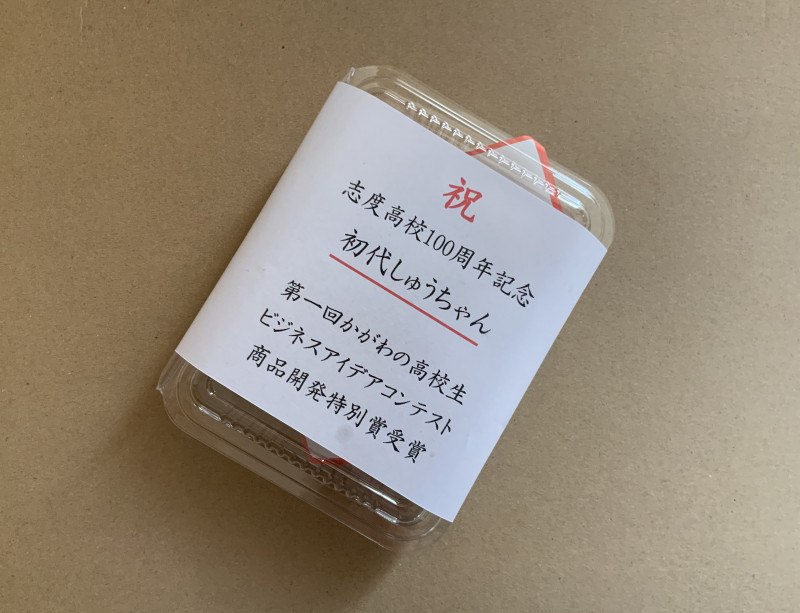 祝
志度高校100周年記念
初代しゅうちゃん
第一回かがわの高校生
ビジネスアイデアコンテスト
商品開発特別賞受賞